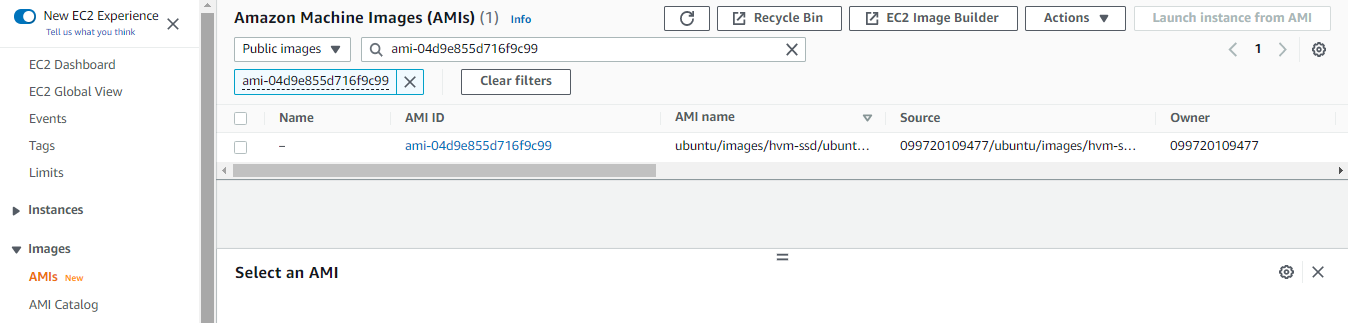 New EC2 Experience
Tell us what you think
EC2 Dashboard
EC2 Global View
Events
Tags
Limits
Instances
Images
AMIs New
AMI Catalog
Amazon Machine Images (AMIs) (1) Info
Recycle Bin
EC2 Image Builder
Actions
Launch instance from AMI
Public images
ami-04d9e855d716f9c99
1
ami-04d9e855d716f9c99
Clear filters
Name AMI ID AMI name Source Owner
– ami-04d9e855d716f9c99 ubuntu/images/hvm-ssd/ubunt... 099720109477/ubuntu/images/hvm-s... 099720109477
Select an AMI